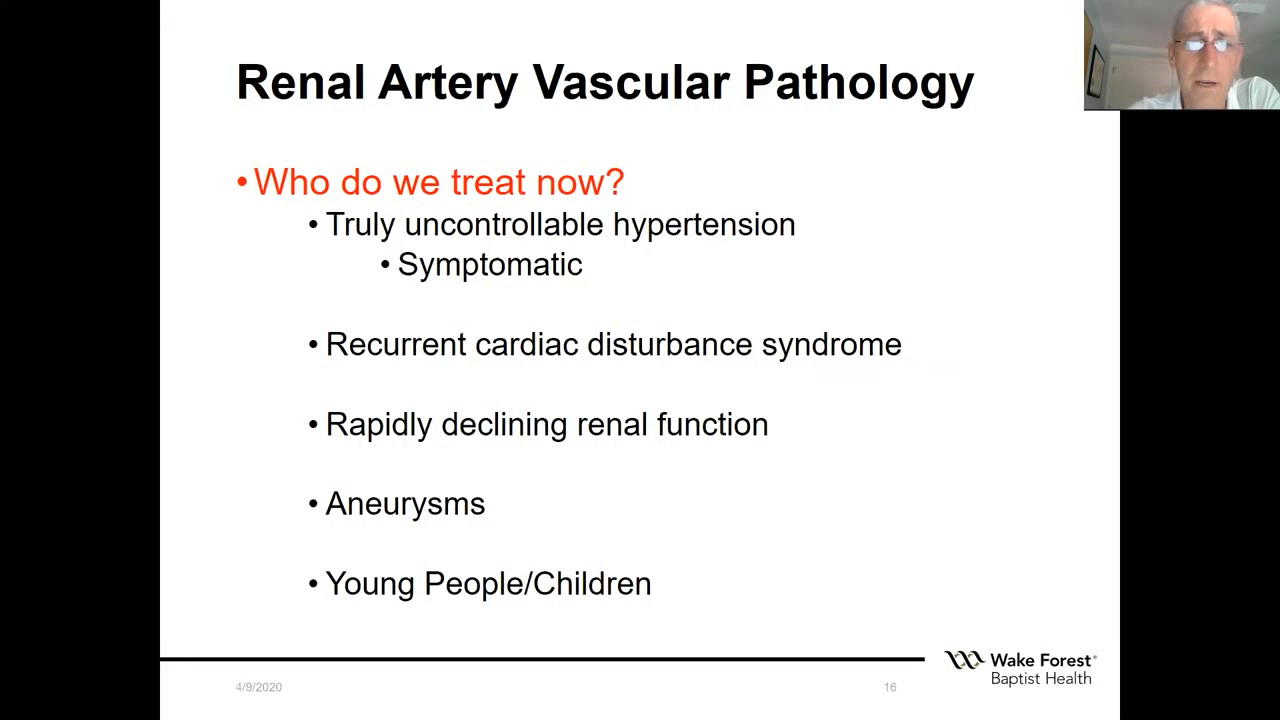 Renal Artery Vascular Pathology
• Who do we treat now?
• Truly uncontrollable hypertension
• Symptomatic
• Recurrent cardiac disturbance syndrome
• Rapidly declining renal function
• Aneurysms
• Young People/Children
4/9/2020
16
Wake Forest®
Baptist Health